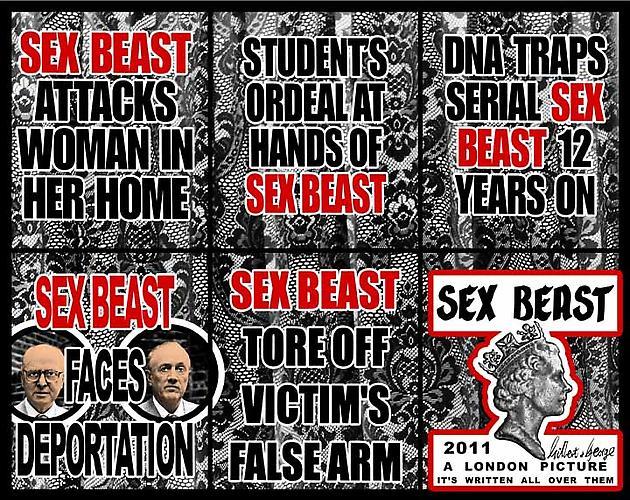 SEX BEAST
ATTACKS
WOMAN IN
HER HOME
STUDENT'S
ORDEAL AT
HANDS OF
SEX BEAST
DNA TRAPS
SERIAL SEX
BEAST 12
YEARS ON
SEX BEAST
FACES
DEPORTATION
SEX BEAST
TORE OFF
VICTIM'S
FALSE ARM
SEX BEAST
2011 Gilbert & George
A LONDON PICTURE
IT'S WRITTEN ALL OVER THEM